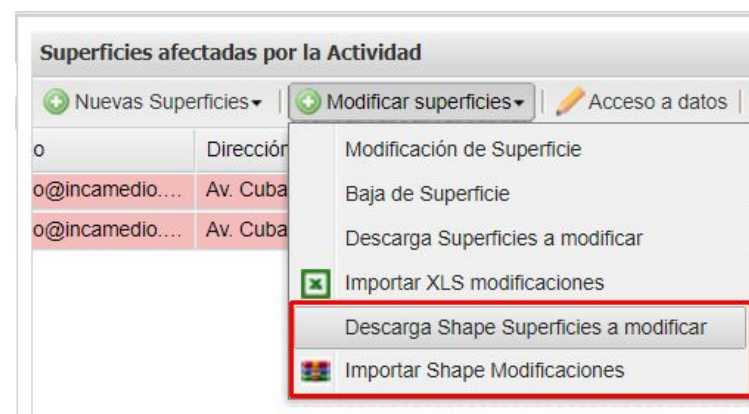 Superficies afectadas por la Actividad
Nuevas Superficies Modificar superficies Acceso a datos
o Dirección Modificación de Superficie
o@incamedio.... Av. Cuba Baja de Superficie
Descarga Superficies a modificar
o@incamedio.... Av. Cuba
Importar XLS modificaciones
Descarga Shape Superficies a modificar
Importar Shape Modificaciones